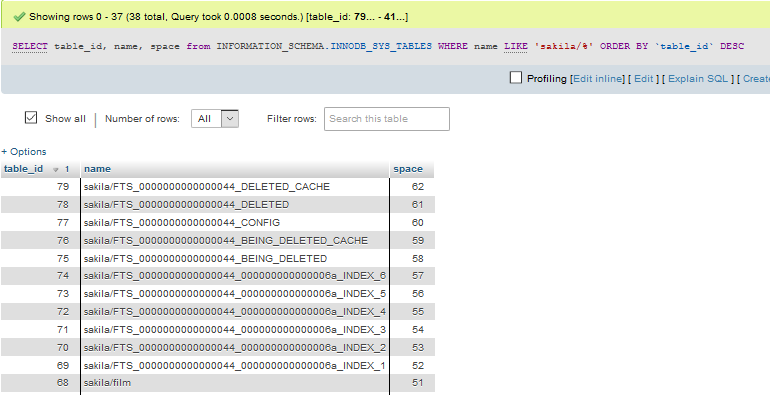 Showing rows 0 - 37 (38 total, Query took 0.0008 seconds.) [table_id: 79... - 41...]
SELECT table_id, name, space from INFORMATION_SCHEMA.INNODB_SYS_TABLES WHERE name LIKE 'sakila/%' ORDER BY `table_id` DESC
Profiling [Edit inline] [ Edit ] [ Explain SQL ] [ Create
Show all | Number of rows: All Filter rows: Search this table
+ Options
table_id 1 name space
79 sakila/FTS_0000000000000044_DELETED_CACHE 62
78 sakila/FTS_0000000000000044_DELETED 61
77 sakila/FTS_0000000000000044_CONFIG 60
76 sakila/FTS_0000000000000044_BEING_DELETED_CACHE 59
75 sakila/FTS_0000000000000044_BEING_DELETED 58
74 sakila/FTS_0000000000000044_000000000000006a_INDEX_6 57
73 sakila/FTS_0000000000000044_000000000000006a_INDEX_5 56
72 sakila/FTS_0000000000000044_000000000000006a_INDEX_4 55
71 sakila/FTS_0000000000000044_000000000000006a_INDEX_3 54
70 sakila/FTS_0000000000000044_000000000000006a_INDEX_2 53
69 sakila/FTS_0000000000000044_000000000000006a_INDEX_1 52
68 sakila/film 51